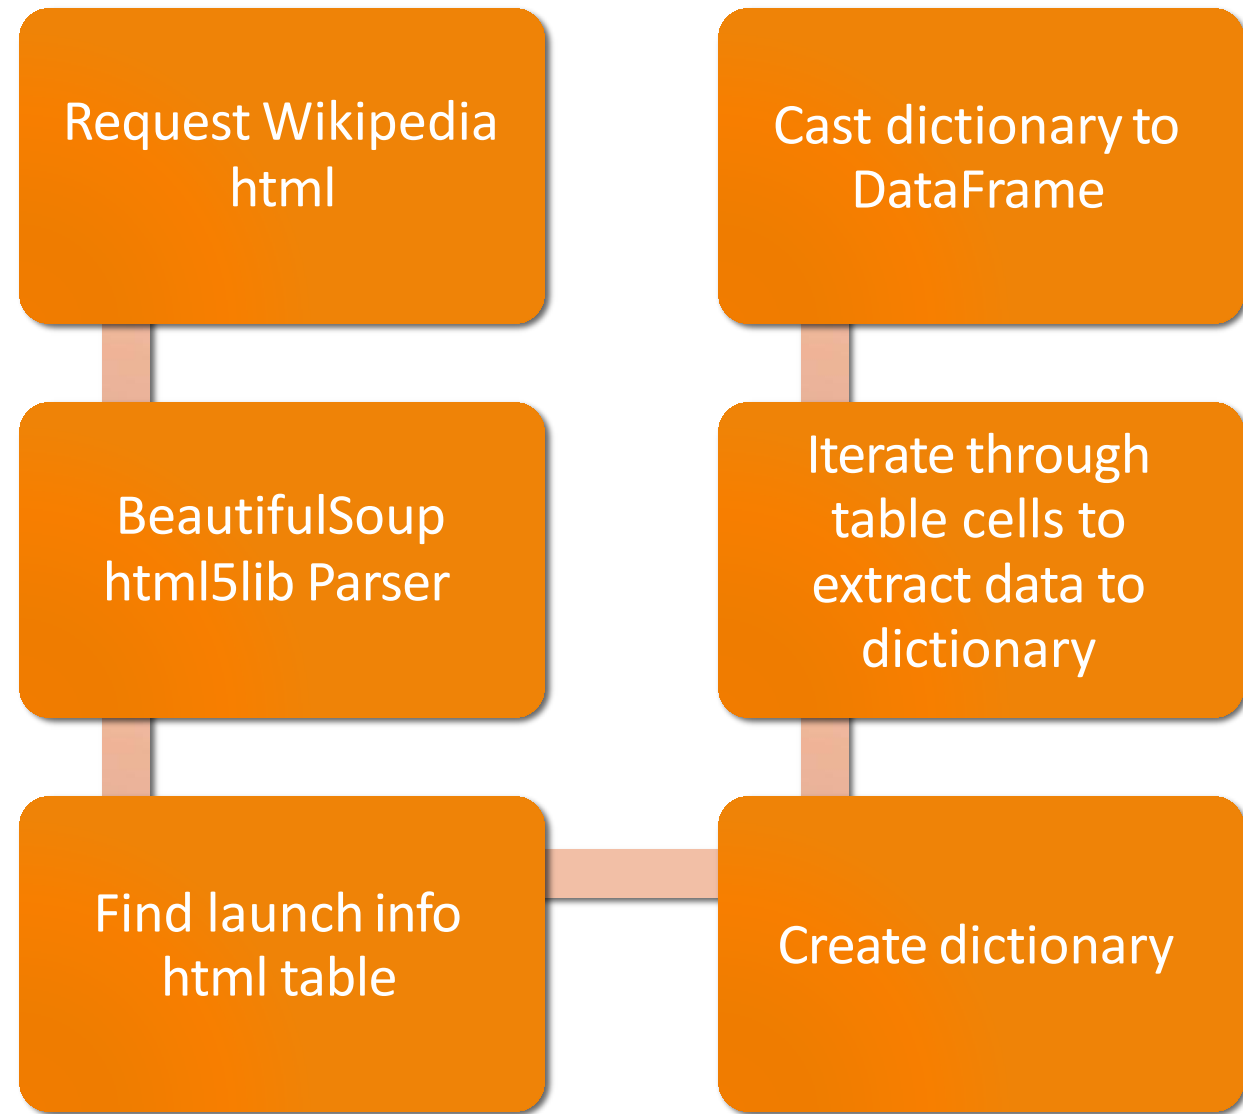 Request Wikipedia
html
BeautifulSoup
html5lib Parser
Find launch info
html table
Create dictionary
Iterate through
table cells to
extract data to
dictionary
Cast dictionary to
DataFrame